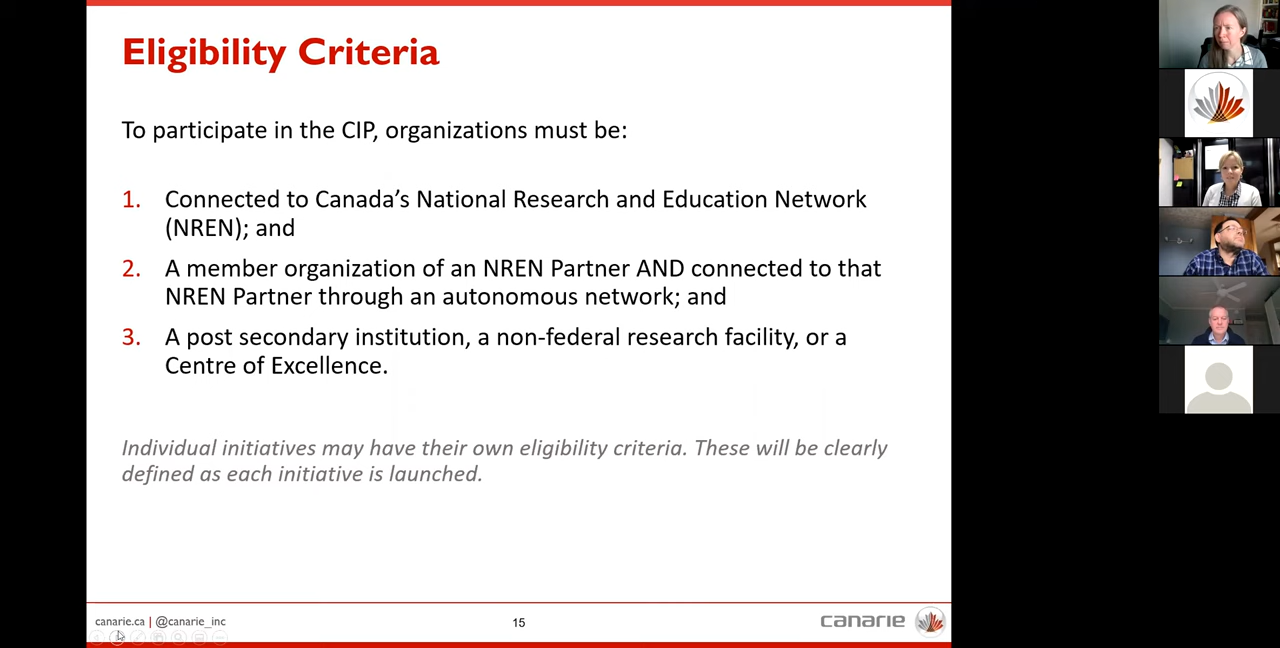 Eligibility Criteria
To participate in the CIP, organizations must be:
1. Connected to Canada’s National Research and Education Network
(NREN); and
2. A member organization of an NREN Partner AND connected to that
NREN Partner through an autonomous network; and
3. A post secondary institution, a non-federal research facility, or a
Centre of Excellence.
Individual initiatives may have their own eligibility criteria. These will be clearly
defined as each initiative is launched.
canarie.ca | @canarie_inc
15
canarie